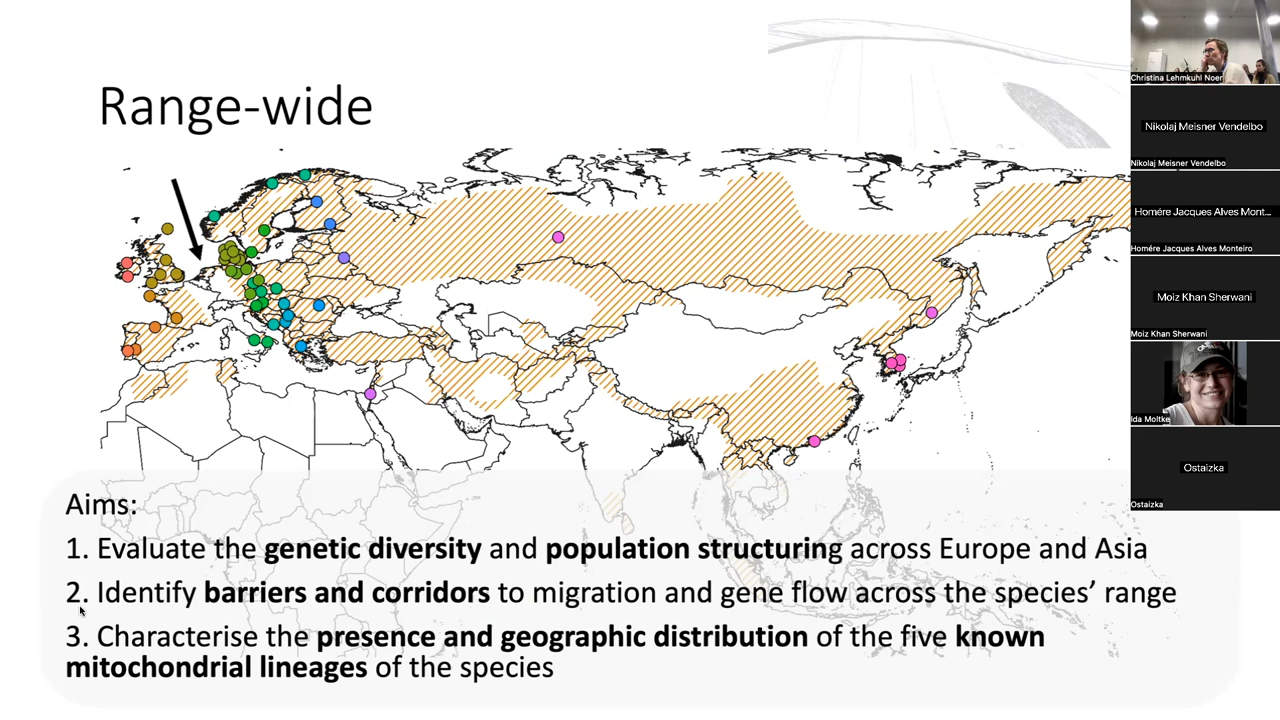 Range-wide
Aims:
1. Evaluate the genetic diversity and population structuring across Europe and Asia
2. Identify barriers and corridors to migration and gene flow across the species’ range
3. Characterise the presence and geographic distribution of the five known
mitochondrial lineages of the species
Christina Lehmkuhl Noer
Nikolaj Meisner Vendelbo
Nikolaj Meisner Vendelbo
Homére Jacques Alves Mont...
Homére Jacques Alves Monteiro
Moiz Khan Sherwani
Moiz Khan Sherwani
Ida Moltke
Ostaizka
Ostaizka